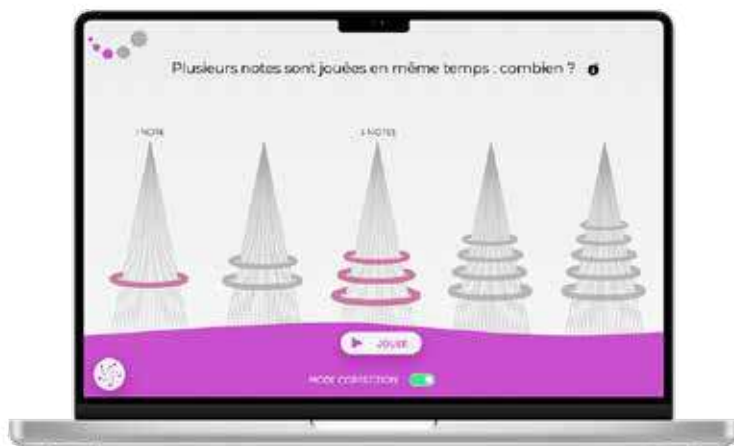 Plusieurs notes sont jouées en même temps : combien ?
1 NOTE
3 NOTES
JOUER
MODE CORRECTION